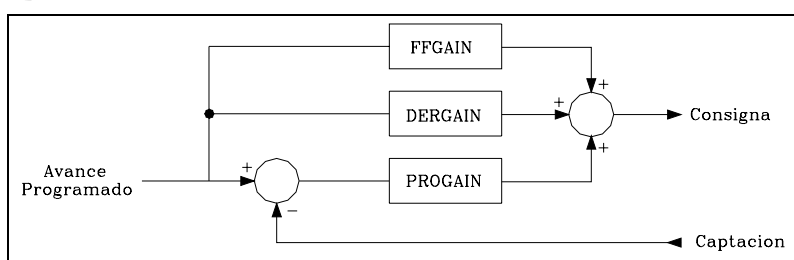 FFGAIN
+
DERGAIN
+
Consigna
Avance
Programado
+
PROGAIN
+
−
Captacion